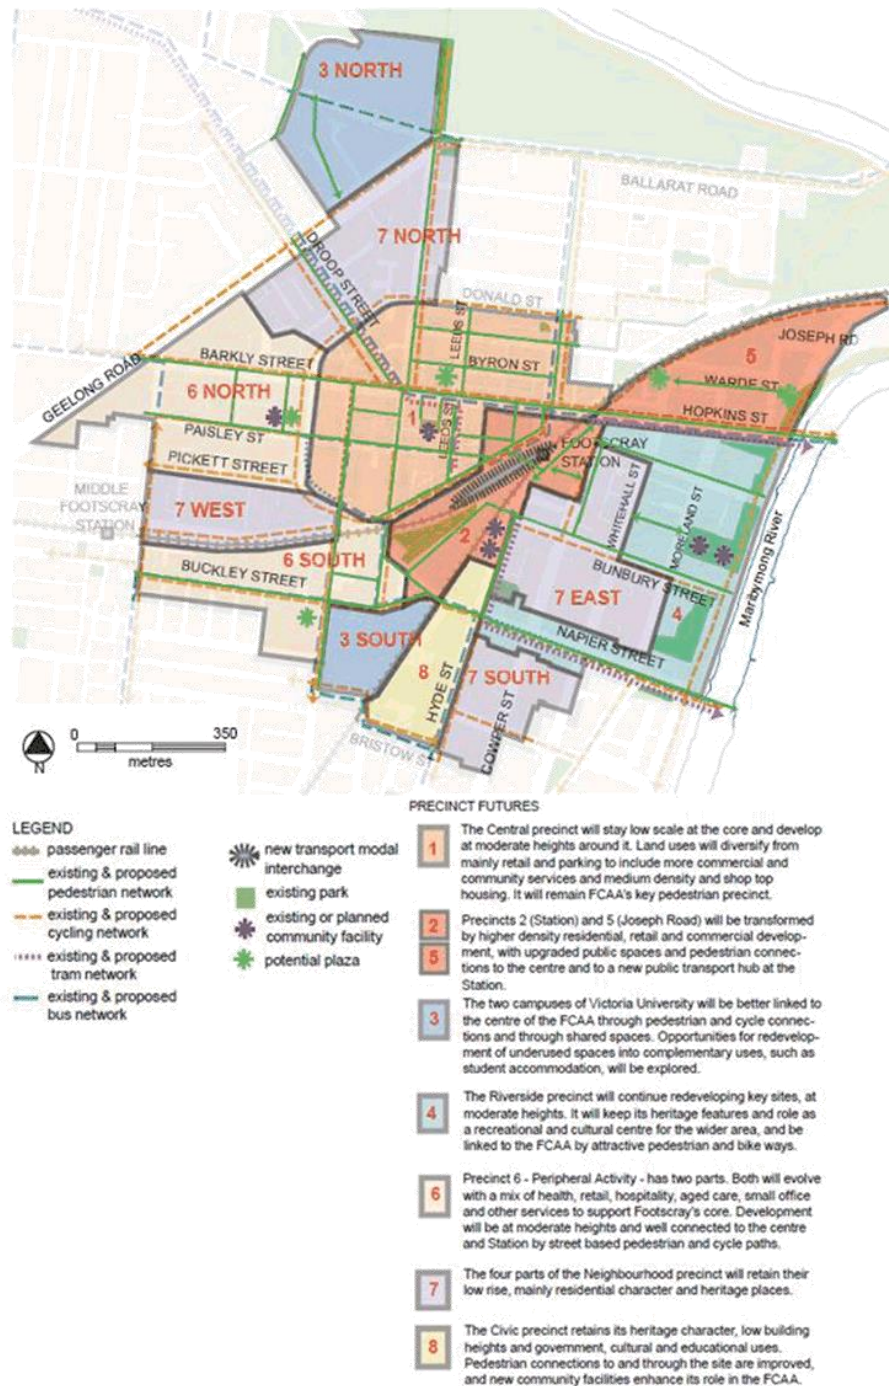 3 NORTH
BALLARAT ROAD
7 NORTH
DROOP STREET
DONALD ST
LEEDS ST
JOSEPH RD
BYRON ST
5
BARKLY STREET
WARDE ST
GEELONG ROAD
6 NORTH
HOPKINS ST
1
LEEDS ST
PAISLEY ST
FOOTSCRAY
STATION
PICKETT STREET
WHITEHALL ST
MIDDLE
FOOTSCRAY
STATION
7 WEST
MORELAND ST
2
6 SOUTH
BUNBURY STREET
BUCKLEY STREET
7 EAST
4
Maribymong River
3 SOUTH
NAPIER STREET
8
HYDE ST
7 SOUTH
COWPER ST
BRISTOW ST
0 350
metres
N
LEGEND
passenger rail line
existing & proposed
pedestrian network
existing & proposed
cycling network
existing & proposed
tram network
existing & proposed
bus network
new transport modal
interchange
existing park
existing or planned
community facility
potential plaza
PRECINCT FUTURES
1
The Central precinct will stay low scale at the core and develop
at moderate heights around it. Land uses will diversify from
mainly retail and parking to include more commercial and
community services and medium density and shop top
housing. It will remain FCAA's key pedestrian precinct.
2
5
Precincts 2 (Station) and 5 (Joseph Road) will be transformed
by higher density residential, retail and commercial develop-
ment, with upgraded public spaces and pedestrian connec-
tions to the centre and to a new public transport hub at the
Station.
3
The two campuses of Victoria University will be better linked to
the centre of the FCAA through pedestrian and cycle connec-
tions and through shared spaces. Opportunities for redevelop-
ment of underused spaces into complementary uses, such as
student accommodation, will be explored.
4
The Riverside precinct will continue redeveloping key sites, at
moderate heights. It will keep its heritage features and role as
a recreational and cultural centre for the wider area, and be
linked to the FCAA by attractive pedestrian and bike ways.
6
Precinct 6 - Peripheral Activity - has two parts. Both will evolve
with a mix of health, retail, hospitality, aged care, small office
and other services to support Footscray's core. Development
will be at moderate heights and well connected to the centre
and Station by street based pedestrian and cycle paths.
7
The four parts of the Neighbourhood precinct will retain their
low rise, mainly residential character and heritage places.
8
The Civic precinct retains its heritage character, low building
heights and government, cultural and educational uses.
Pedestrian connections to and through the site are improved,
and new community facilities enhance its role in the FCAA.